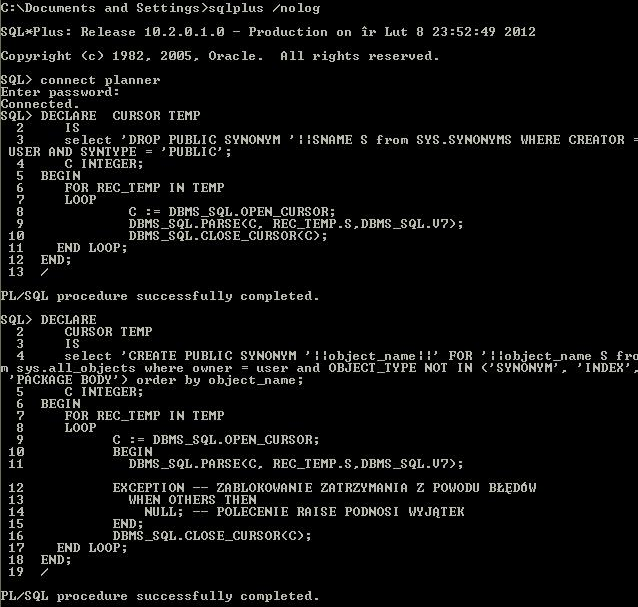 C:\Documents and Settings>sqlplus /nolog
SQL*Plus: Release 10.2.0.1.0 - Production on îr Lut 8 23:52:49 2012
Copyright (c) 1982, 2005, Oracle.  All rights reserved.
SQL> connect planner
Enter password:
Connected.
SQL> DECLARE  CURSOR TEMP
  2     IS
  3     select 'DROP PUBLIC SYNONYM '||SNAME S from SYS.SYNONYMS WHERE CREATOR =
 USER AND SYNTYPE = 'PUBLIC';
  4     C INTEGER;
  5  BEGIN
  6     FOR REC_TEMP IN TEMP
  7     LOOP
  8             C := DBMS_SQL.OPEN_CURSOR;
  9             DBMS_SQL.PARSE(C, REC_TEMP.S,DBMS_SQL.V7);
 10             DBMS_SQL.CLOSE_CURSOR(C);
 11    END LOOP;
 12  END;
 13  /
PL/SQL procedure successfully completed.
SQL> DECLARE
  2     CURSOR TEMP
  3     IS
  4     select 'CREATE PUBLIC SYNONYM '||object_name||' FOR '||object_name S fro
m sys.all_objects where owner = user and OBJECT_TYPE NOT IN ('SYNONYM', 'INDEX',
 'PACKAGE BODY') order by object_name;
  5     C INTEGER;
  6  BEGIN
  7     FOR REC_TEMP IN TEMP
  8     LOOP
  9           C := DBMS_SQL.OPEN_CURSOR;
 10           BEGIN
 11             DBMS_SQL.PARSE(C, REC_TEMP.S,DBMS_SQL.V7);
 12           EXCEPTION -- ZABLOKOWANIE ZATRZYMANIA Z POWODU BŁĘDÓW
 13             WHEN OTHERS THEN
 14               NULL; -- POLECENIE RAISE PODNOSI WYJĄTEK
 15           END;
 16           DBMS_SQL.CLOSE_CURSOR(C);
 17    END LOOP;
 18  END;
 19  /
PL/SQL procedure successfully completed.